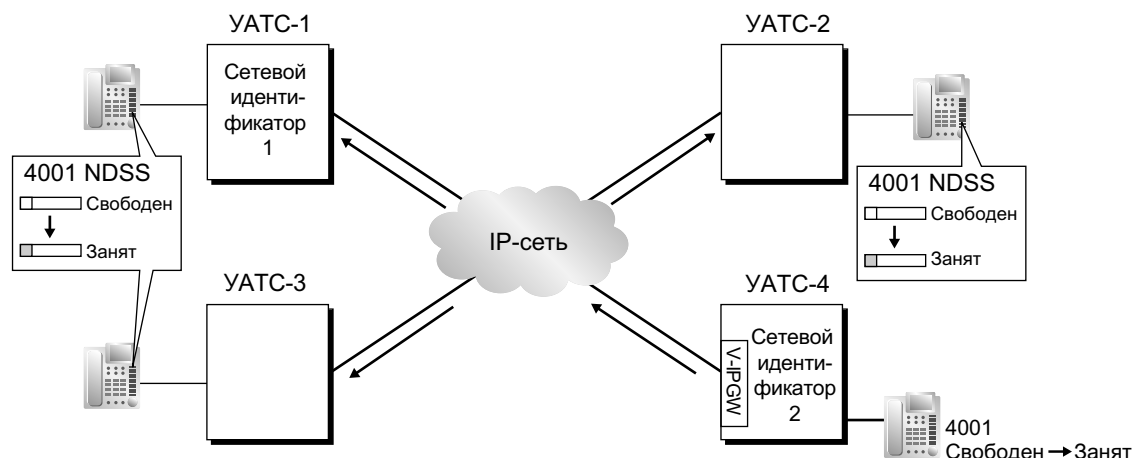 УАТС-1
УАТС-2
Сетевой
иденти-
фикатор
1
4001 NDSS
Свободен
Занят
4001 NDSS
Свободен
Занят
IP-сеть
УАТС-3
УАТС-4
V-IPGW
Сетевой
иденти-
фикатор
2
4001
Свободен → Занят